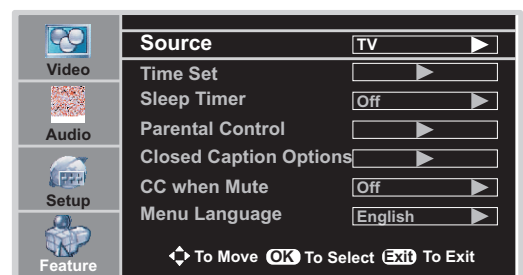 Video
Audio
Setup
Feature
Source TV
Time Set
Sleep Timer Off
Parental Control
Closed Caption Options
CC when Mute Off
Menu Language English
To Move OK To Select Exit To Exit